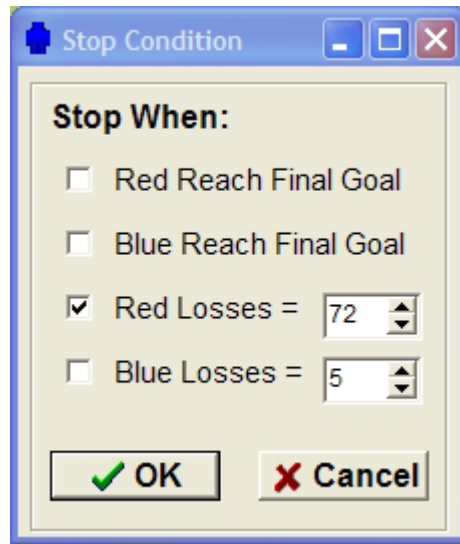 Stop Condition
Stop When:
Red Reach Final Goal
Blue Reach Final Goal
Red Losses = 72
Blue Losses = 5
OK Cancel